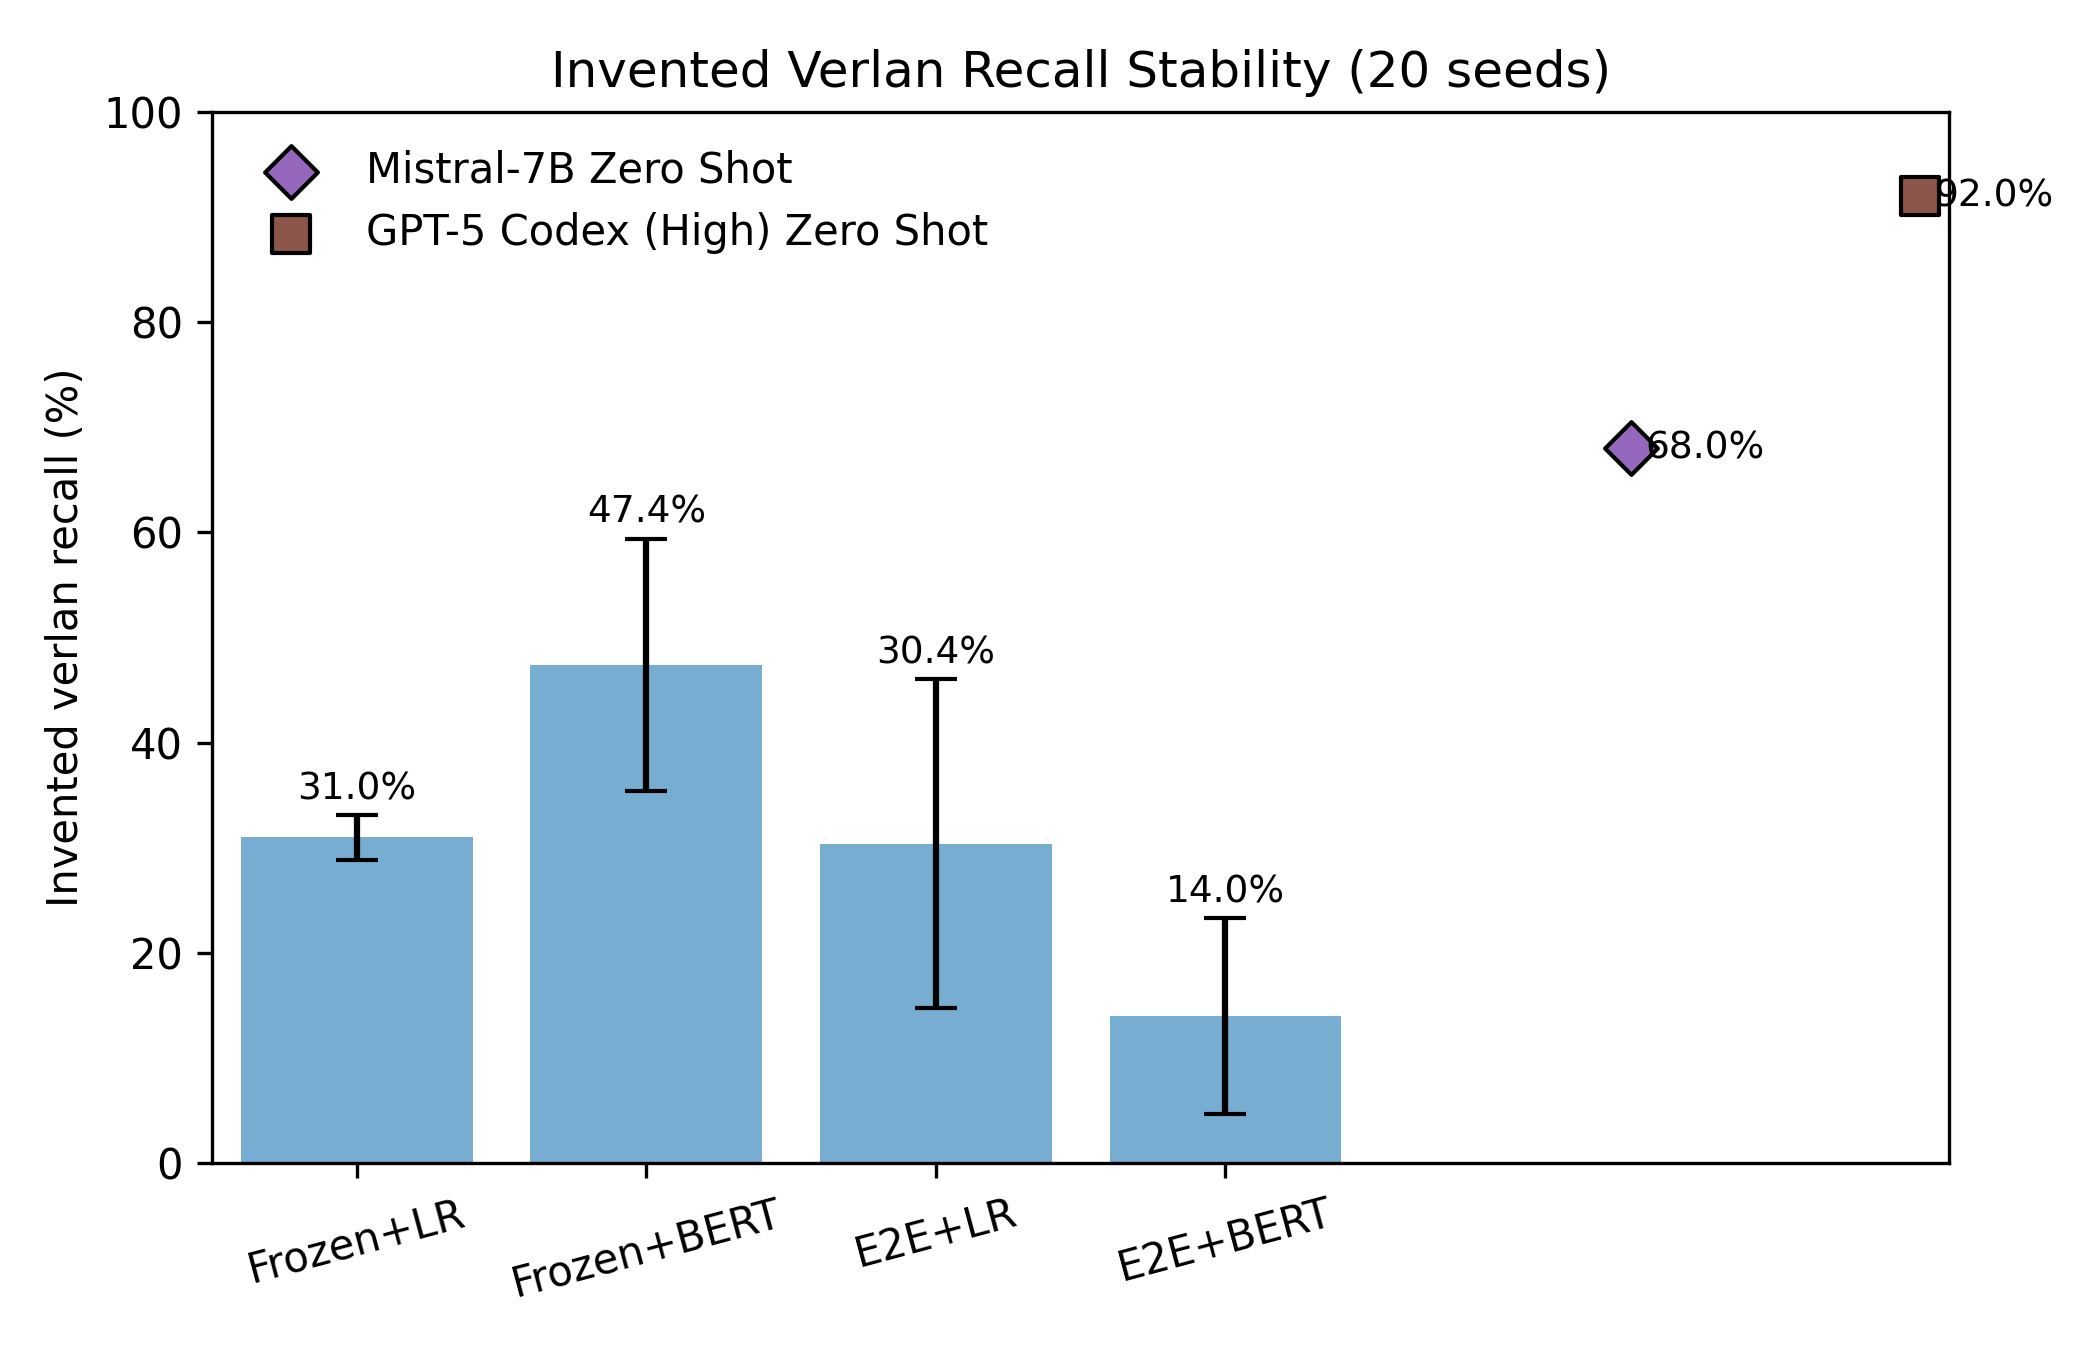 Invented Verlan Recall Stability (20 seeds)
Mistral-7B Zero Shot
GPT-5 Codex (High) Zero Shot
Invented verlan recall (%)
100
80
60
40
20
0
92.0%
68.0%
47.4%
30.4%
31.0%
14.0%
Frozen+LR
Frozen+BERT
E2E+LR
E2E+BERT